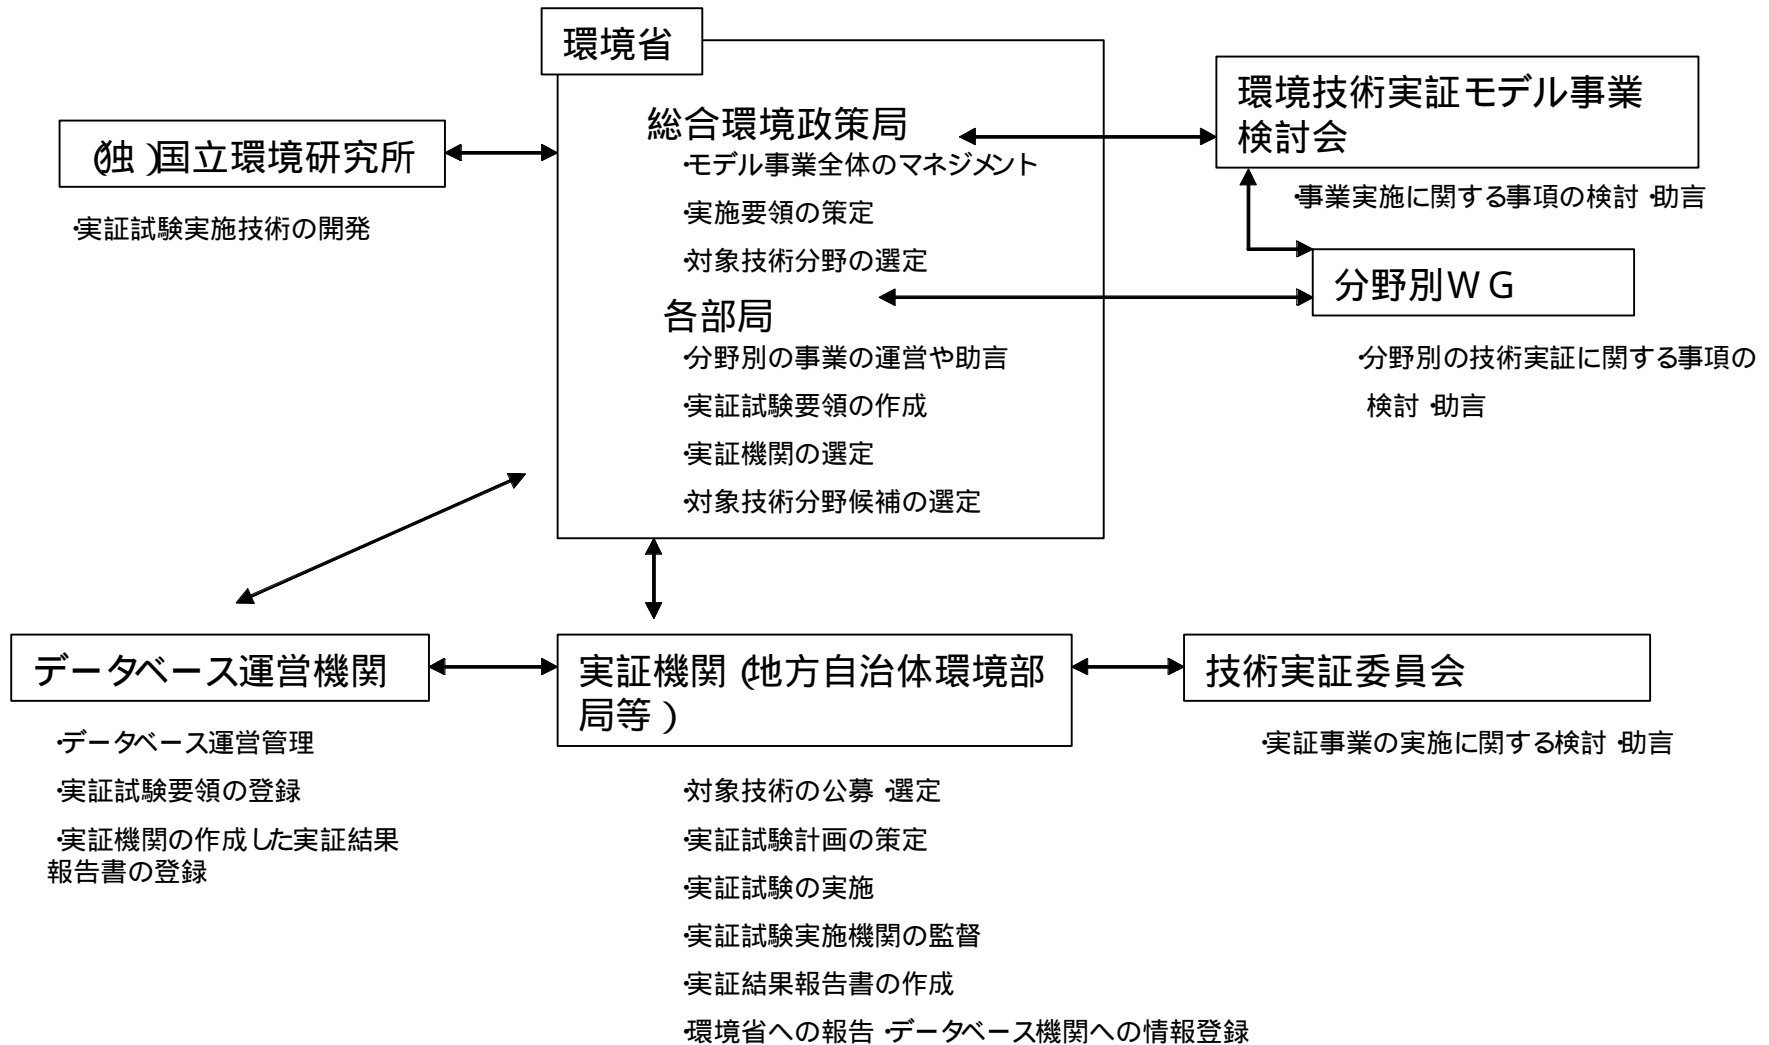 環境省
総合環境政策局
・モデル事業全体のマネジメント
・実施要領の策定
・対象技術分野の選定
各部局
・分野別の事業の運営や助言
・実証試験要領の作成
・実証機関の選定
・対象技術分野候補の選定
(独)国立環境研究所
・実証試験実施技術の開発
環境技術実証モデル事業
検討会
・事業実施に関する事項の検討・助言
分野別WG
・分野別の技術実証に関する事項の
検討・助言
データベース運営機関
・データベース運営管理
・実証試験要領の登録
・実証機関の作成した実証結果
報告書の登録
実証機関(地方自治体環境部
局等)
・対象技術の公募・選定
・実証試験計画の策定
・実証試験の実施
・実証試験実施機関の監督
・実証結果報告書の作成
・環境省への報告・データベース機関への情報登録
技術実証委員会
・実証事業の実施に関する検討・助言